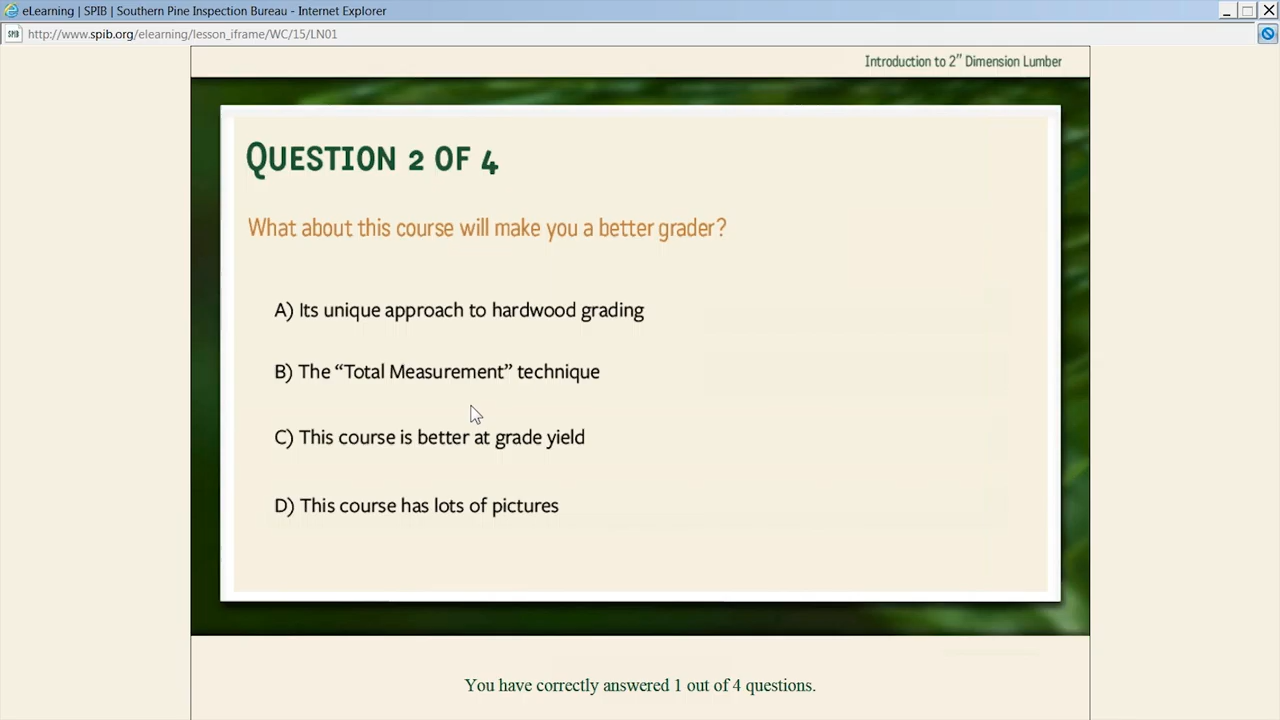 eLearning | SPIB | Southern Pine Inspection Bureau - Internet Explorer
SPIB http://www.spib.org/elearning/lesson_iframe/WC/15/LN01
Introduction to 2" Dimension Lumber
QUESTION 2 OF 4
What about this course will make you a better grader?
A) Its unique approach to hardwood grading
B) The “Total Measurement” technique
C) This course is better at grade yield
D) This course has lots of pictures
You have correctly answered 1 out of 4 questions.